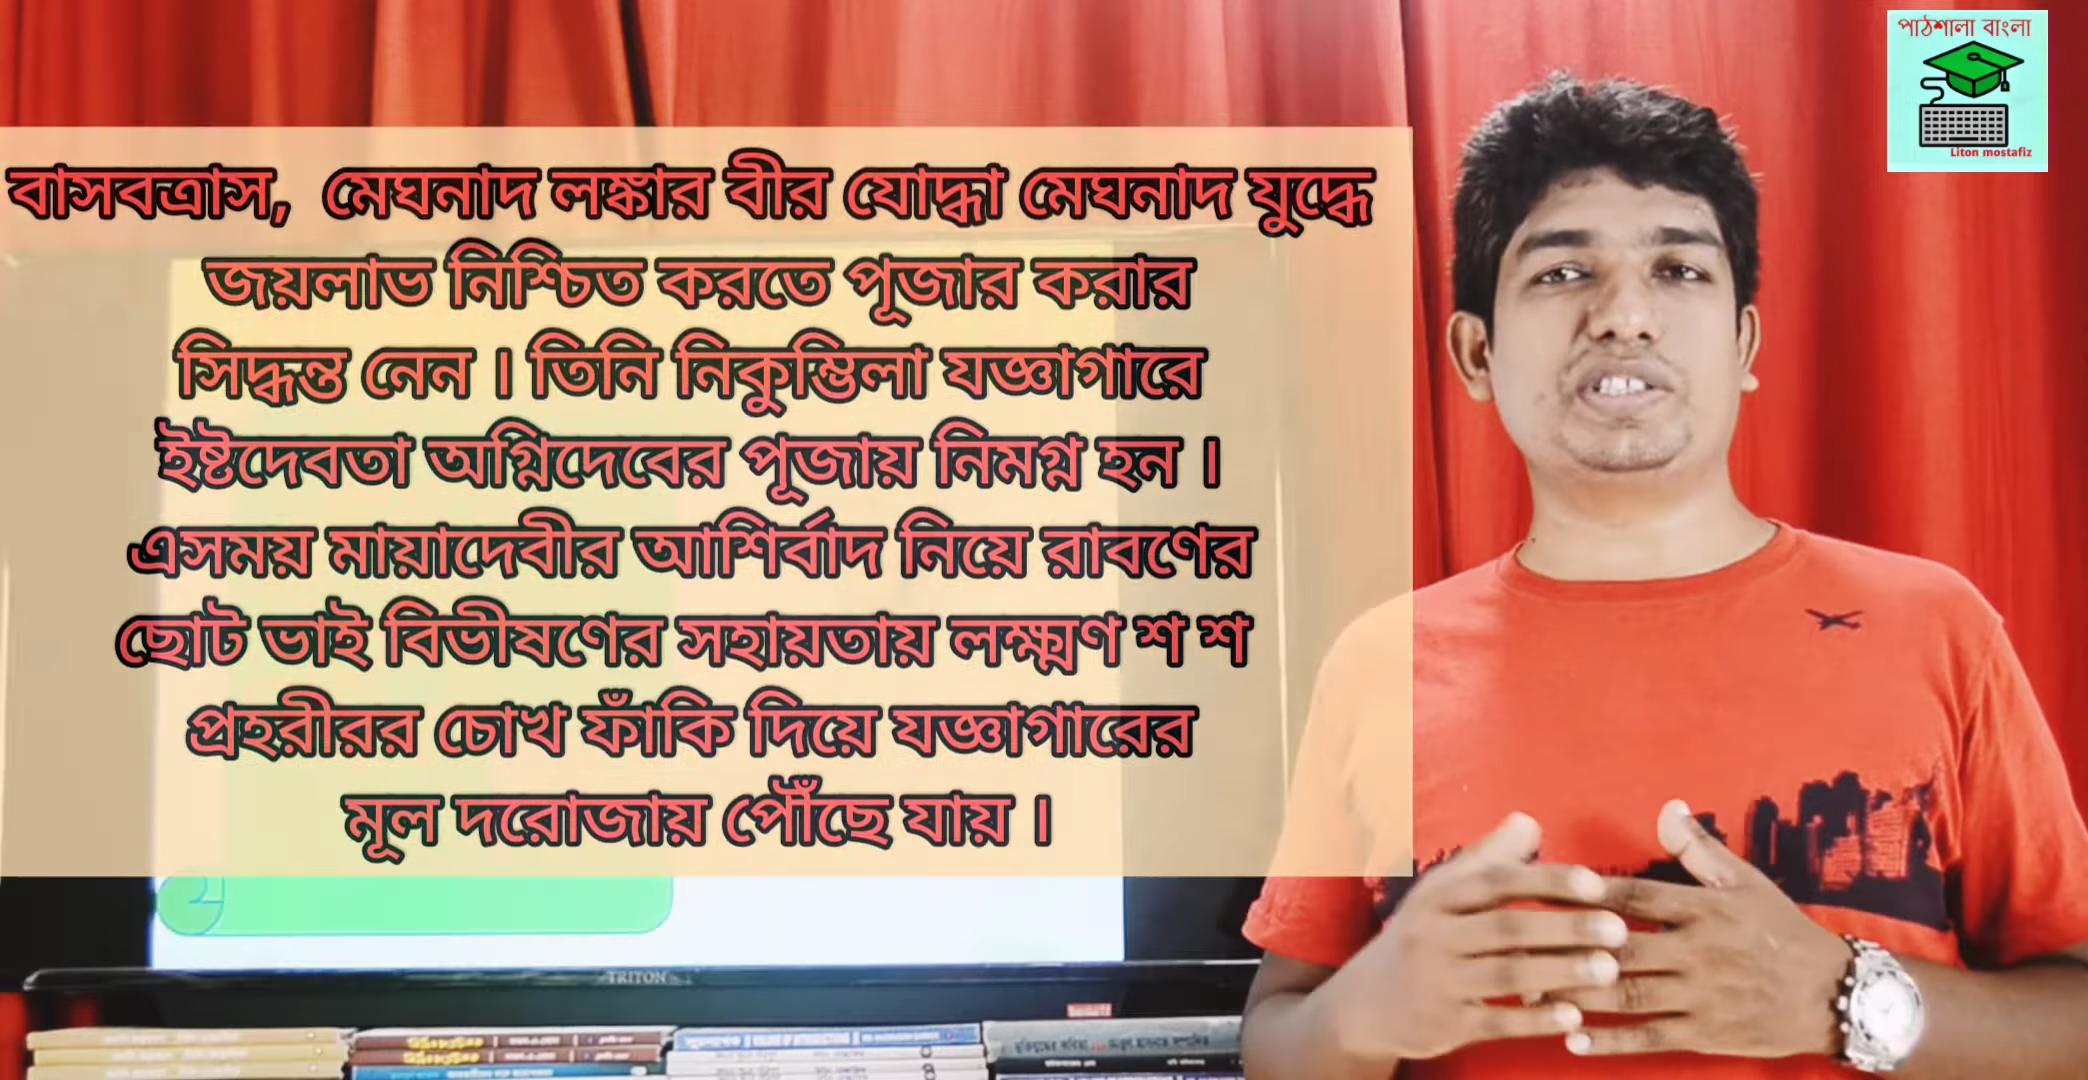 পাঠশালা বাংলা
Liton mostafiz
বাসবত্রাস, মেঘনাদ লঙ্কার বীর যোদ্ধা মেঘনাদ যুদ্ধে
জয়লাভ নিশ্চিত করতে পূজার করার
সিদ্ধন্ত নেন । তিনি নিকুম্ভিলা যজ্ঞাগারে
ইষ্টদেবতা অগ্নিদেবের পূজায় নিমগ্ন হন ।
এসময় মায়াদেবীর আশির্বাদ নিয়ে রাবণের
ছোট ভাই বিভীষণের সহায়তায় লক্ষ্মণ শ শ
প্রহরীরর চোখ ফাঁকি দিয়ে যজ্ঞাগারের
মূল দরোজায় পৌঁছে যায় ।
TRITON